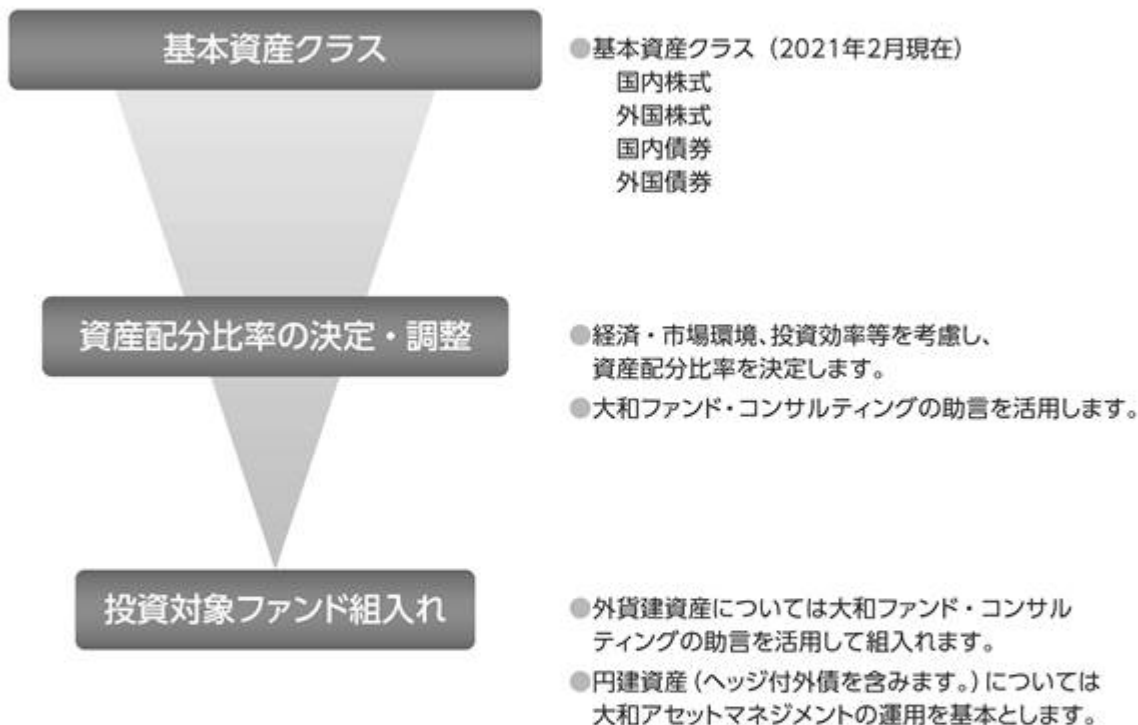 基本資産クラス
●基本資産クラス（2021年2月現在）
国内株式
外国株式
国内債券
外国債券
資産配分比率の決定・調整
●経済・市場環境、投資効率等を考慮し、
資産配分比率を決定します。
●大和ファンド・コンサルティングの助言を活用します。
投資対象ファンド組入れ
●外貨建資産については大和ファンド・コンサル
ティングの助言を活用して組入れます。
●円建資産（ヘッジ付外債を含みます。）については
大和アセットマネジメントの運用を基本とします。